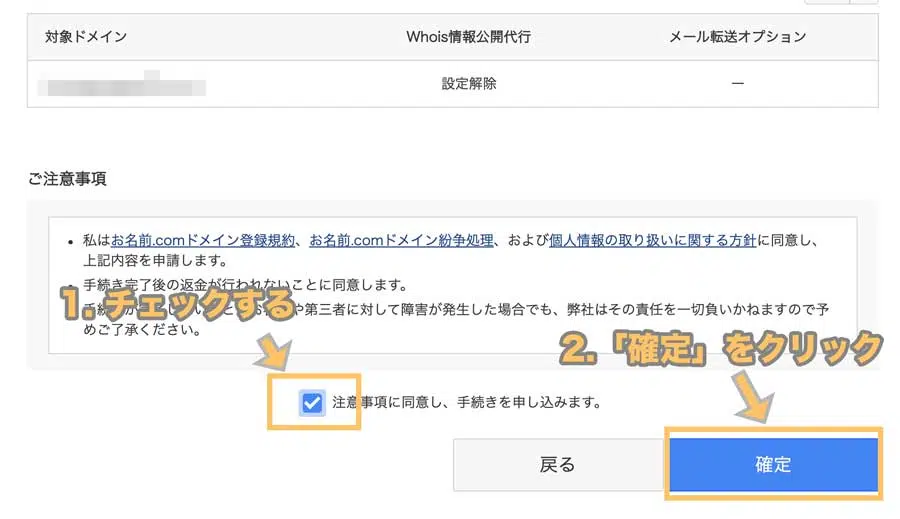 対象ドメイン Whois情報公開代行 メール転送オプション
設定解除 ー
ご注意事項
• 私はお名前.comドメイン登録規約、お名前.comドメイン紛争処理、および個人情報の取り扱いに関する方針に同意し、
上記内容を申請します。
• 手続き完了後の返金が行われないことに同意します。
1. チェックする
や第三者に対して障害が発生した場合でも、弊社はその責任を一切負いかねますので予
めご了承ください。
2.「確定」をクリック
注意事項に同意し、手続きを申し込みます。
戻る 確定